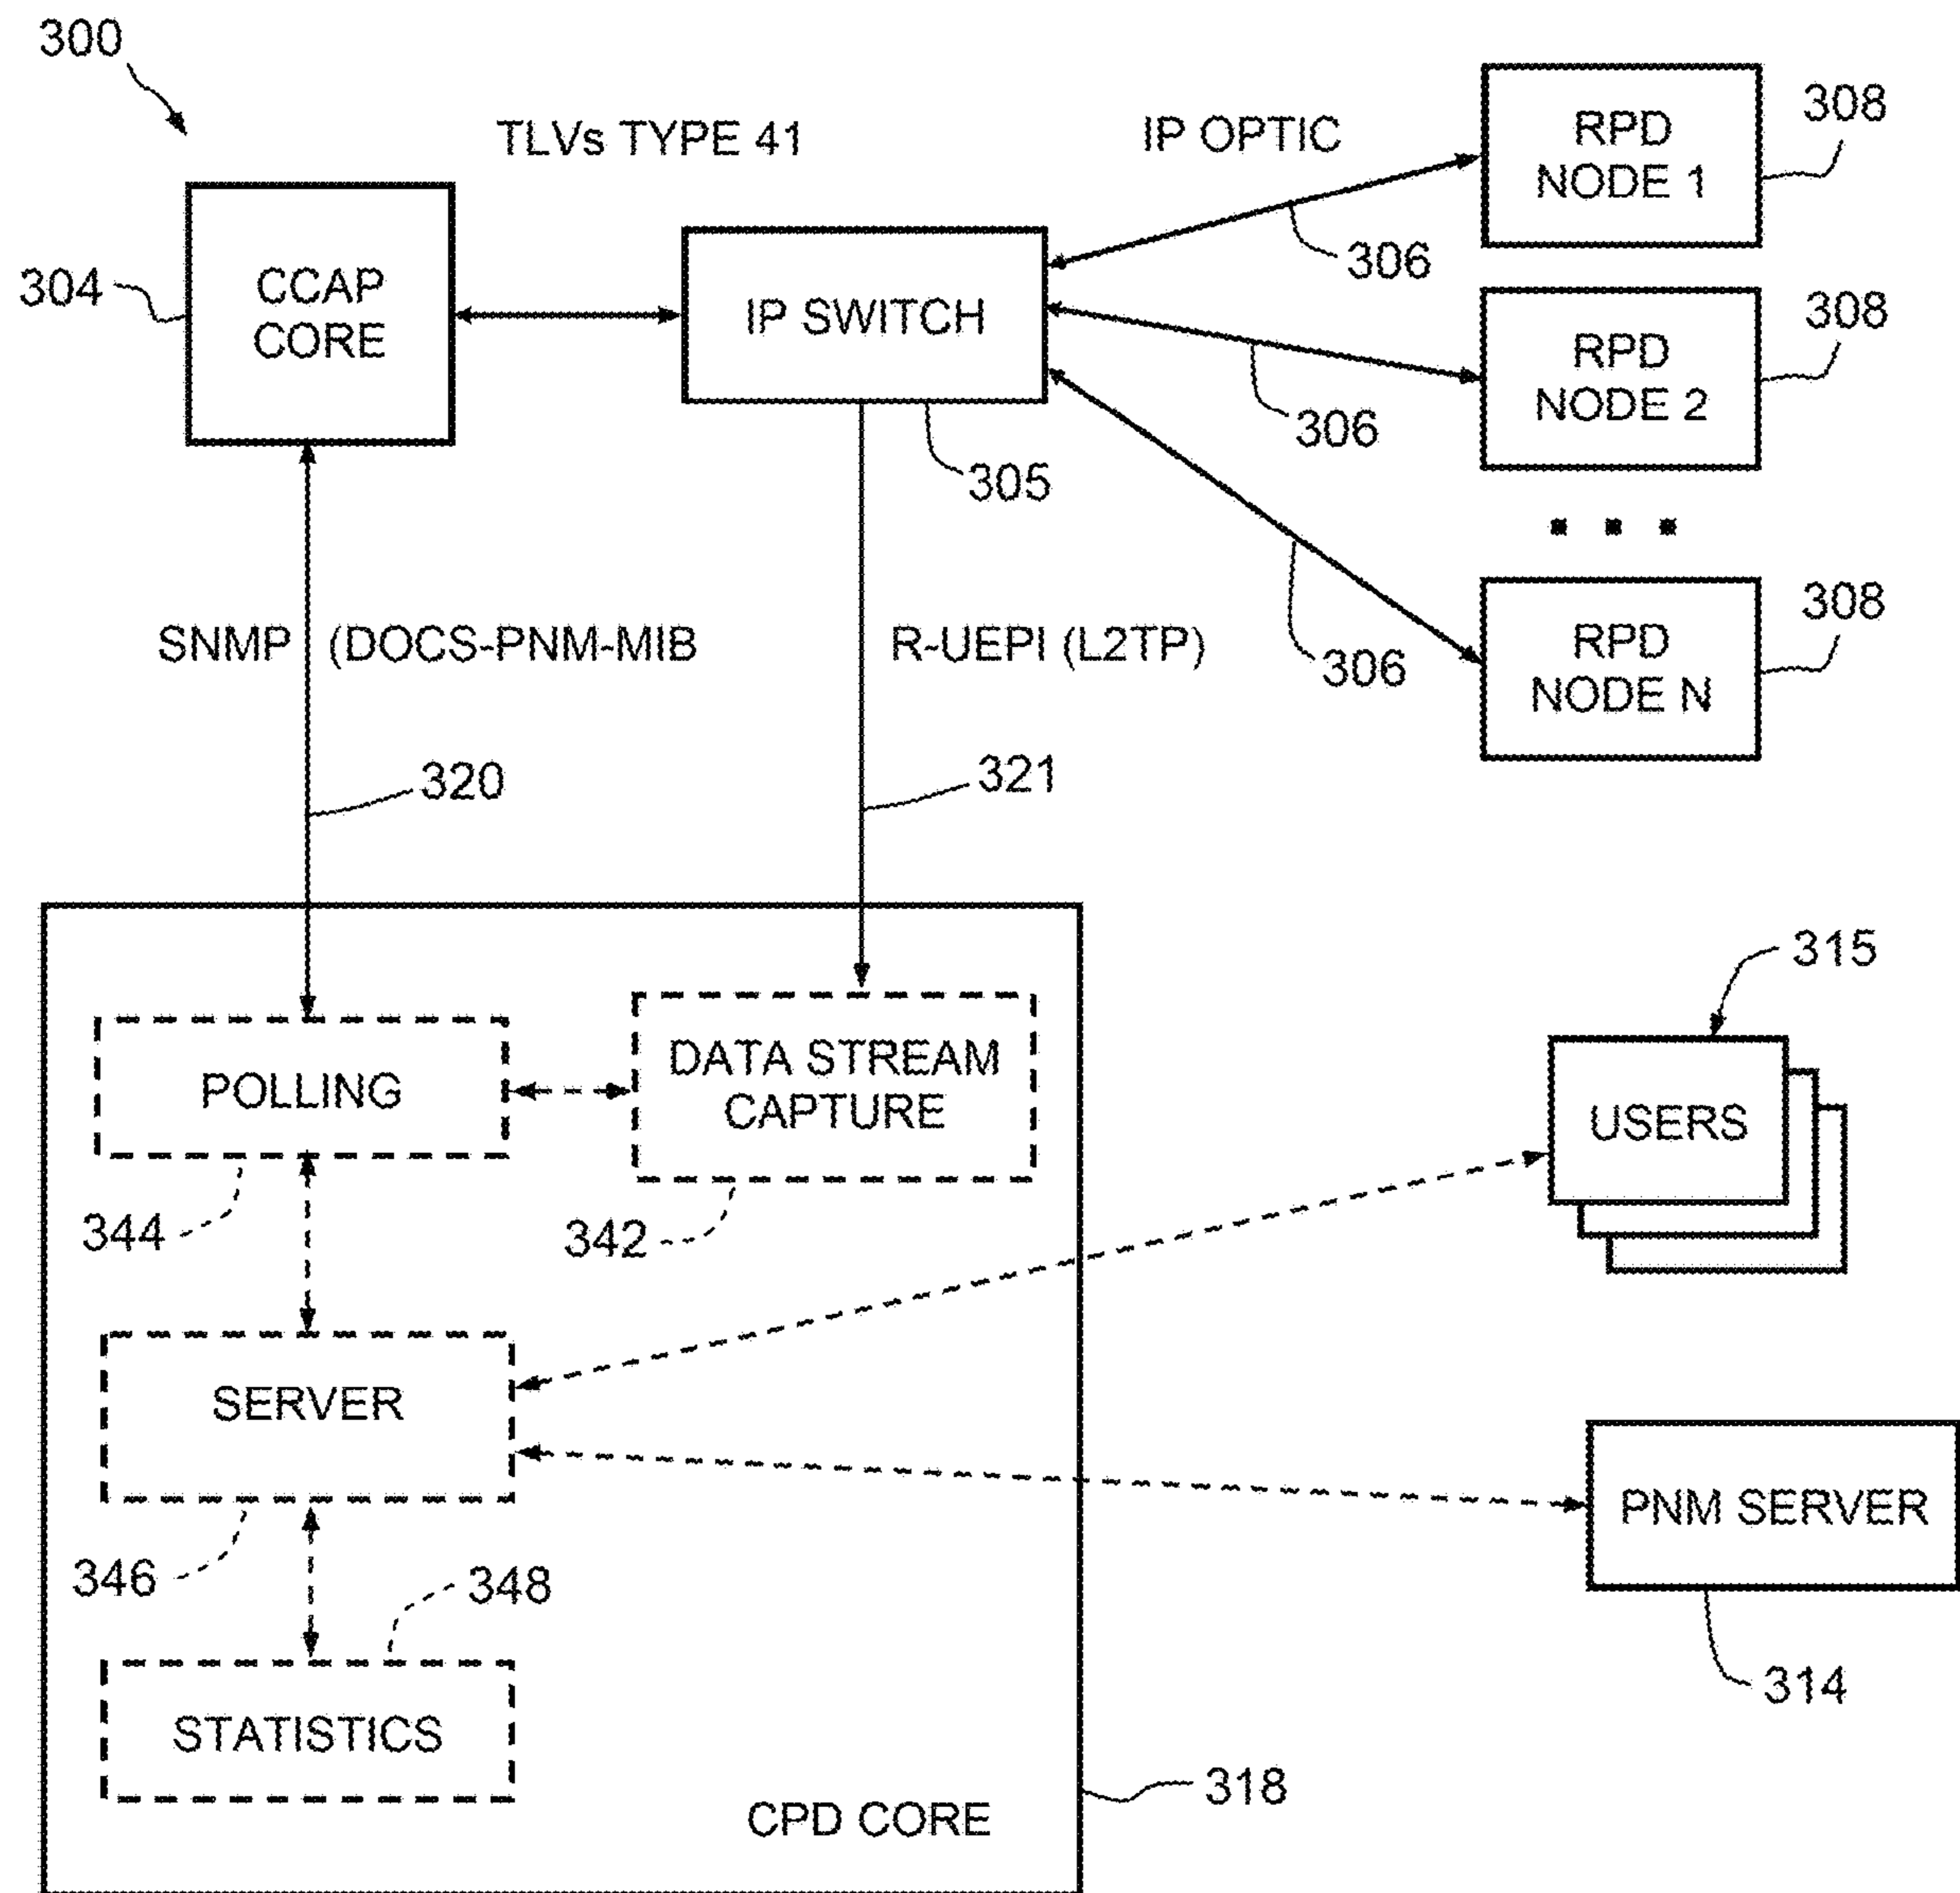 300
TLVs TYPE 41
IP OPTIC
RPD
NODE 1
308
304
CCAP
CORE
IP SWITCH
306
RPD
NODE 2
308
306
305
RPD
NODE N
308
306
SNMP (DOCS-PNM-MIB
R-UEPI (L2TP)
320
321
315
POLLING
DATA STREAM
CAPTURE
USERS
344
342
SERVER
PNM SERVER
346
348
314
STATISTICS
318
CPD CORE